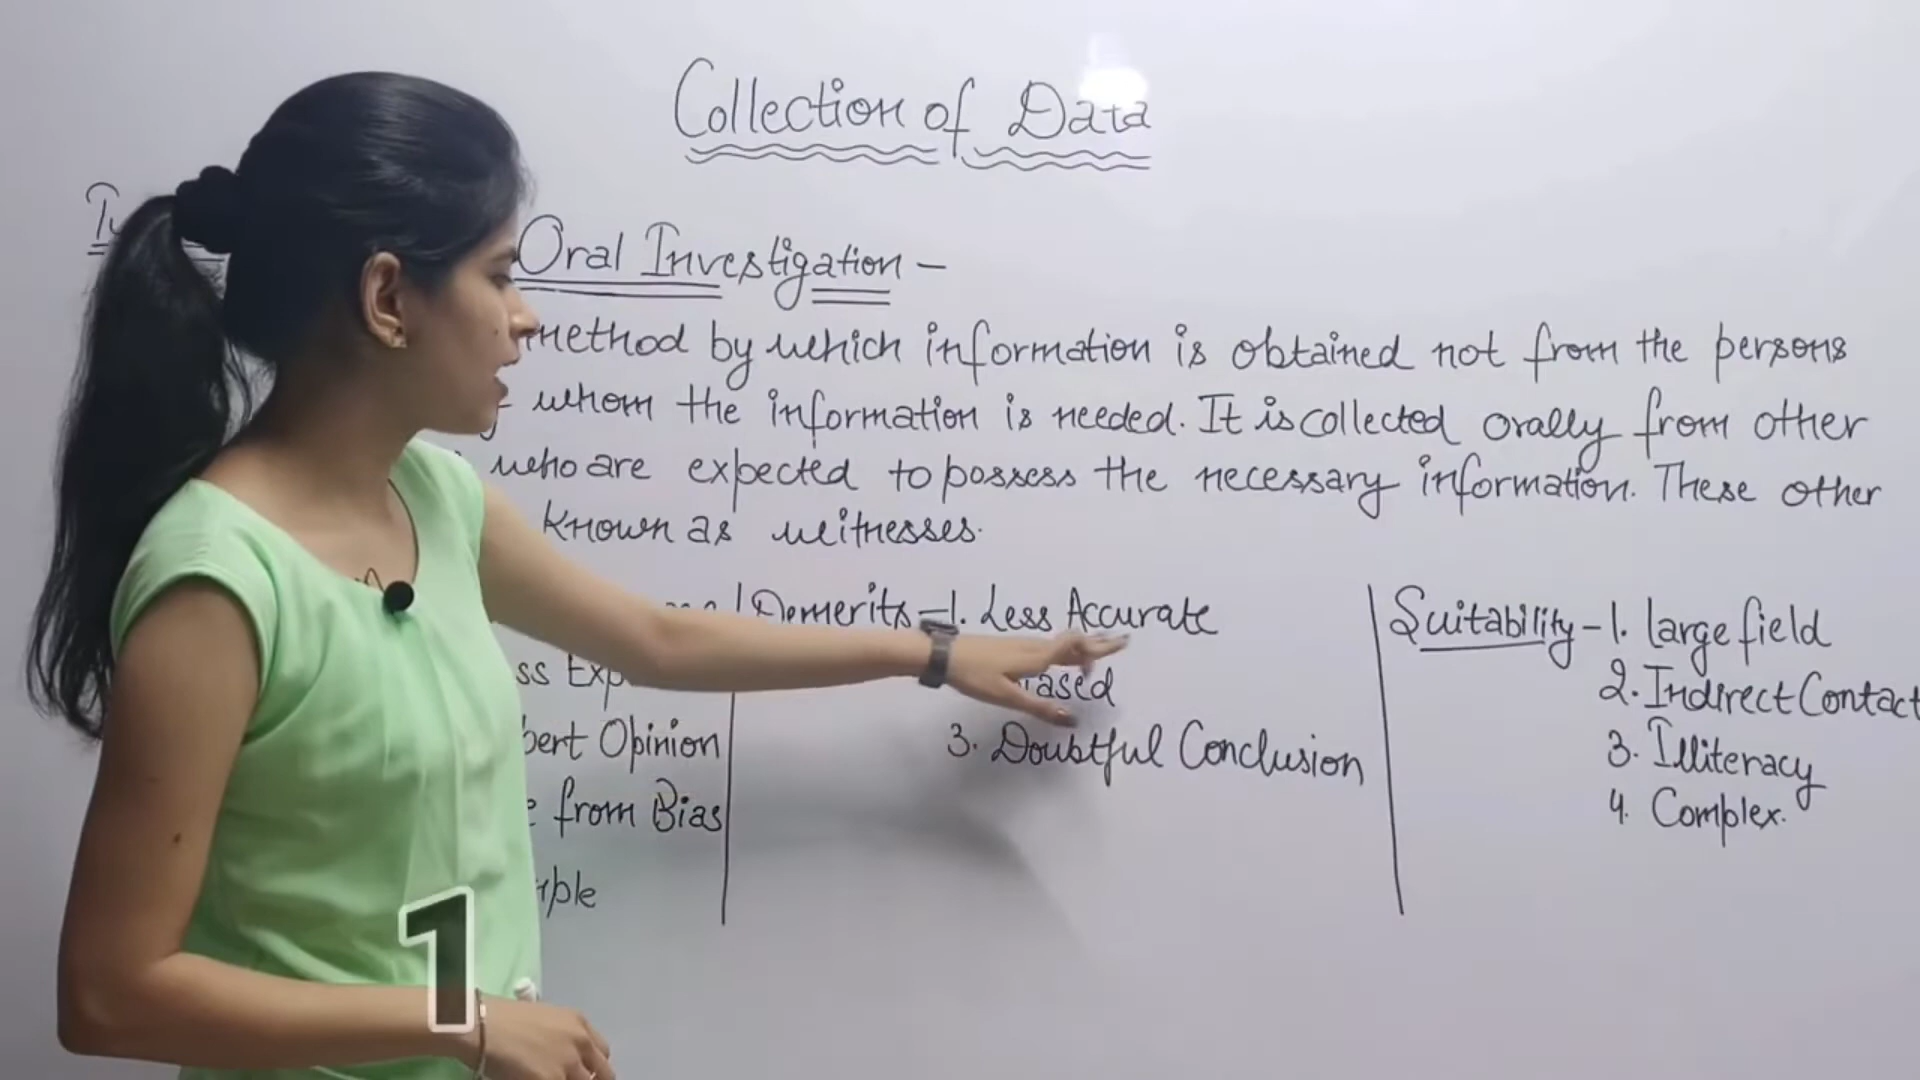 Collection of Data
Oral Investigation –
method by which information is obtained not from the persons
whom the information is needed. It is collected orally from other
who are expected to possess the necessary information. These other
known as witnesses.
Demerits – 1. Less Accurate
3. Doubtful Conclusion
Opinion
from Bias
Suitability – 1. large field
2. Indirect Contact
3. Illiteracy
4. Complex.
1